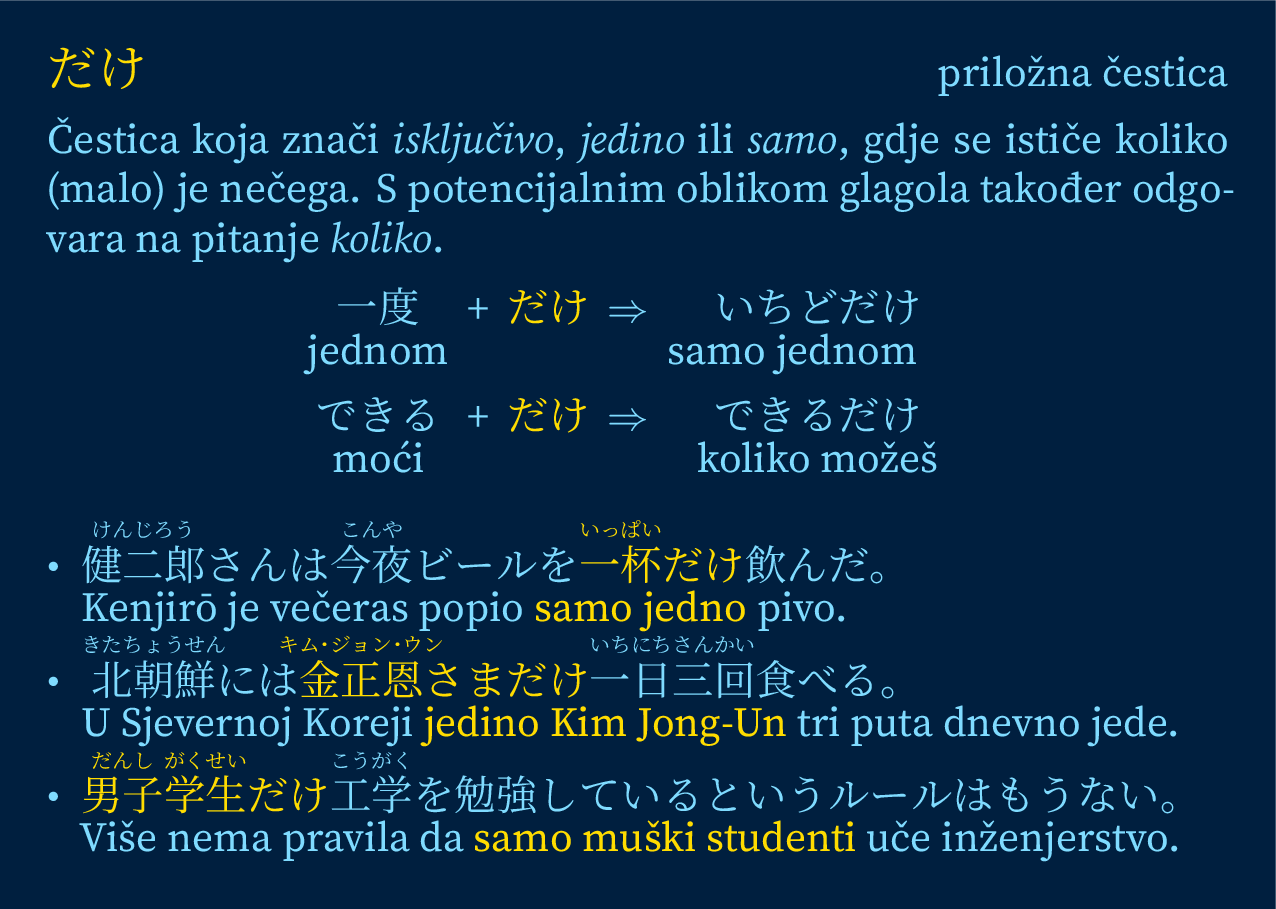 だけ priložna čestica
Čestica koja znači isključivo, jedino ili samo, gdje se ističe koliko
(malo) je nečega. S potencijalnim oblikom glagola također odgo-
vara na pitanje koliko.
一度 + だけ ⇒ いちどだけ
jednom samo jednom
できる + だけ ⇒ できるだけ
moći koliko možeš
けんじろう こんや いっぱい
• 健二郎さんは今夜ビールを一杯だけ飲んだ。
Kenjirō je večeras popio samo jedno pivo.
きたちょうせん キム・ジョン・ウン いちにちさんかい
• 北朝鮮には金正恩さまだけ一日三回食べる。
U Sjevernoj Koreji jedino Kim Jong-Un tri puta dnevno jede.
だんし がくせい こうがく
• 男子学生だけ工学を勉強しているというルールはもうない。
Više nema pravila da samo muški studenti uče inženjerstvo.